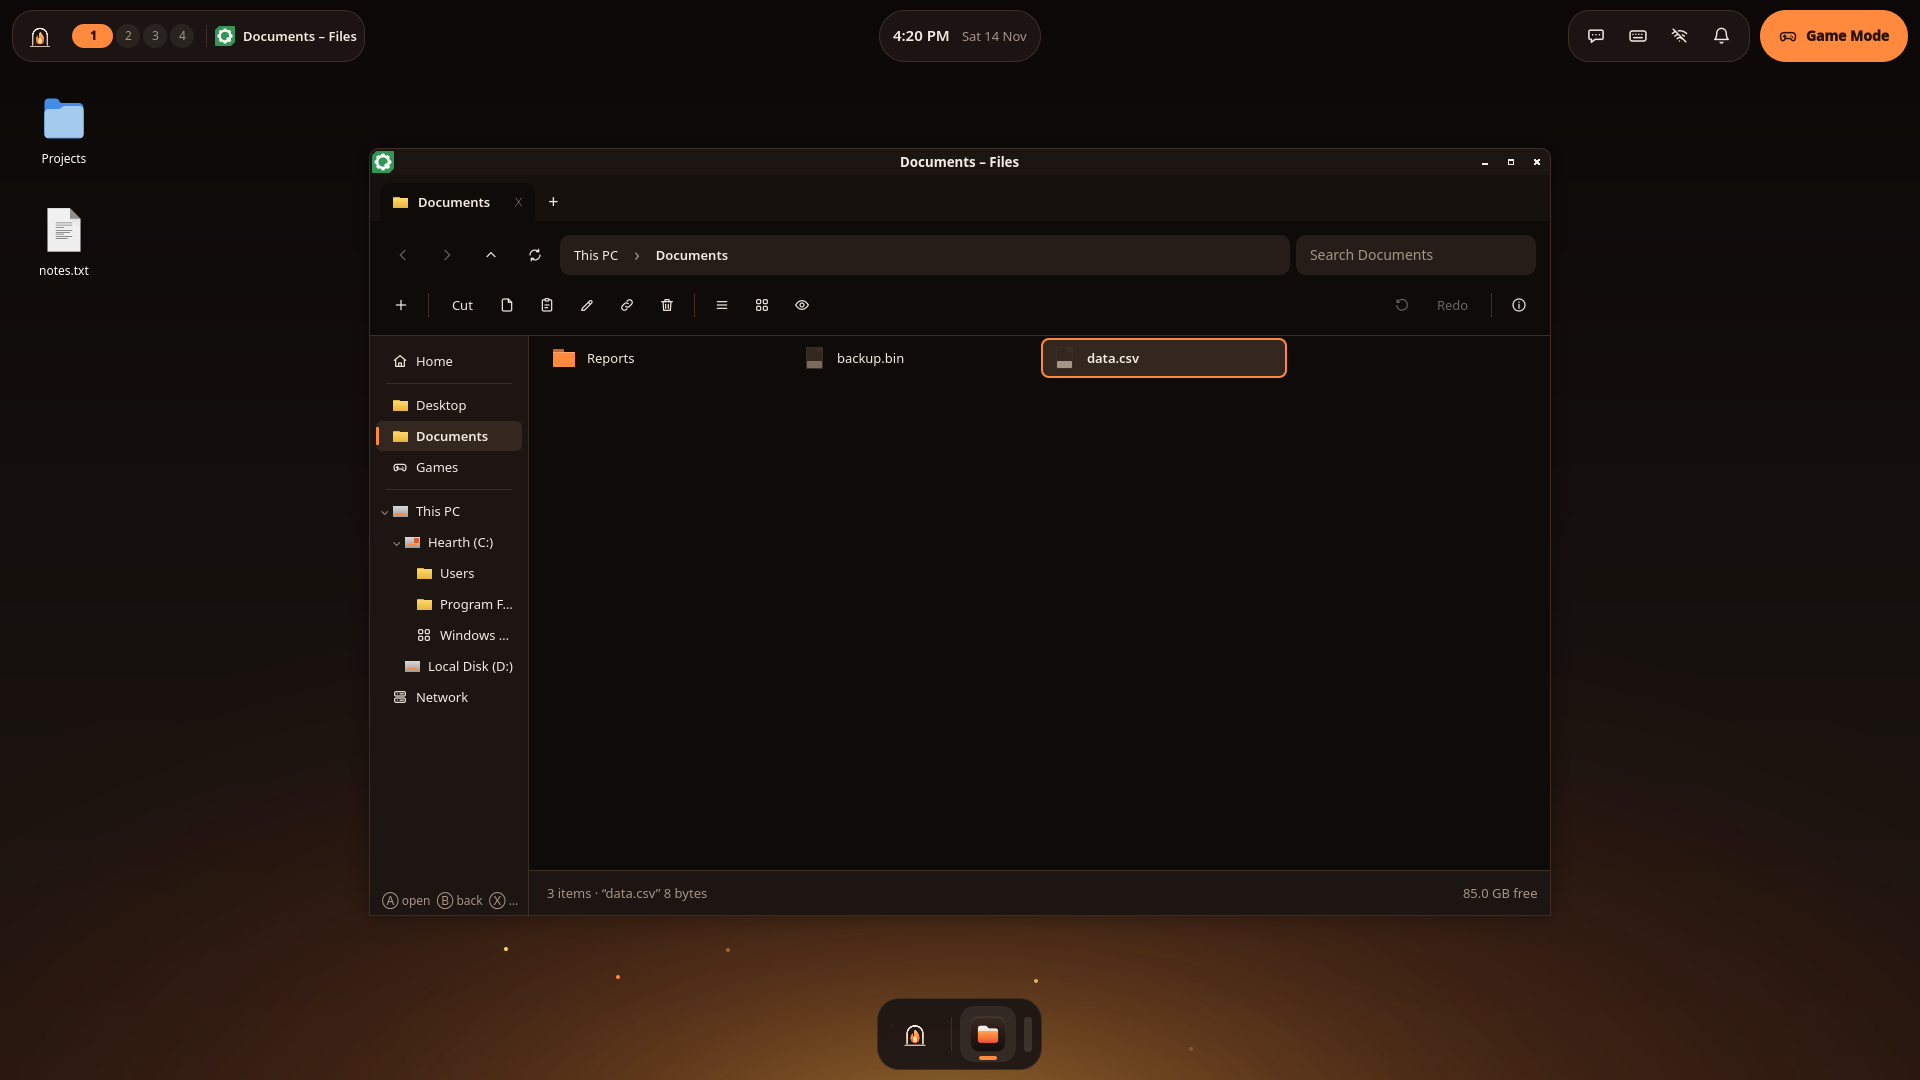 1 2 3 4 Documents – Files
4:20 PM Sat 14 Nov
Game Mode
Projects
notes.txt
Documents – Files
Documents X +
This PC › Documents
Search Documents
Cut
Redo
Home
Desktop
Documents
Games
This PC
Hearth (C:)
Users
Program F...
Windows ...
Local Disk (D:)
Network
A open B back X ...
Reports
backup.bin
data.csv
3 items · “data.csv” 8 bytes
85.0 GB free